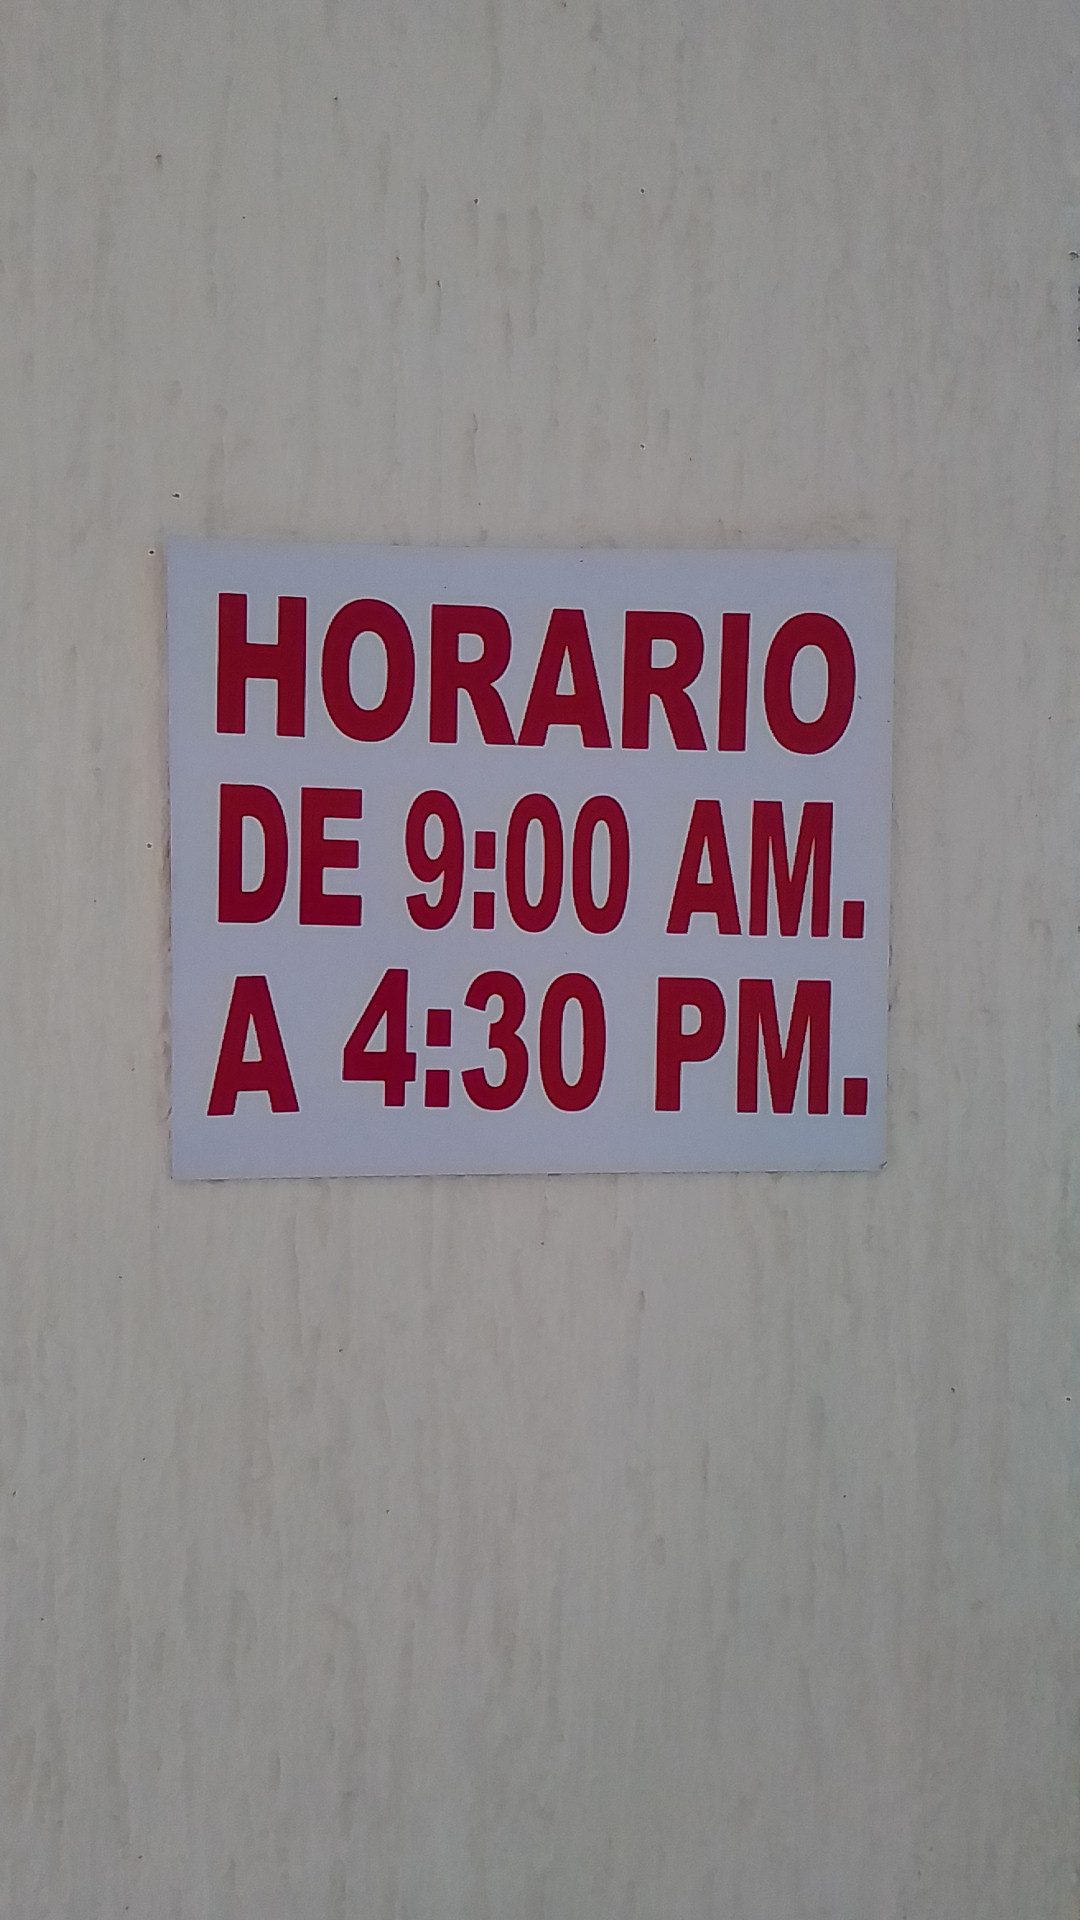 HORARIO
DE 9:00 AM.
A 4:30 PM.